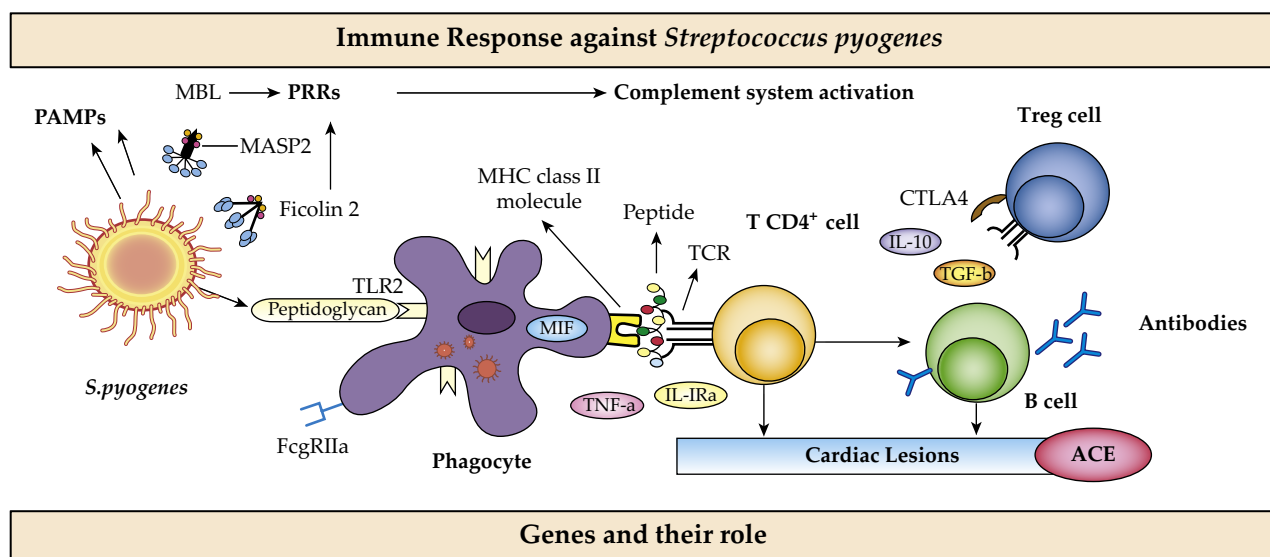 Immune Response against Streptococcus pyogenes
MBL
PRRs
Complement system activation
PAMPs
MASP2
Ficolin 2
Treg cell
CTLA4
MHC class II
molecule
Peptide
TCR
T CD4⁺ cell
IL-10
TGF-b
TLR2
Peptidoglycan
MIF
Antibodies
S.pyogenes
TNF-a
IL-IRa
B cell
FcgRIIa
Phagocyte
Cardiac Lesions
ACE
Genes and their role